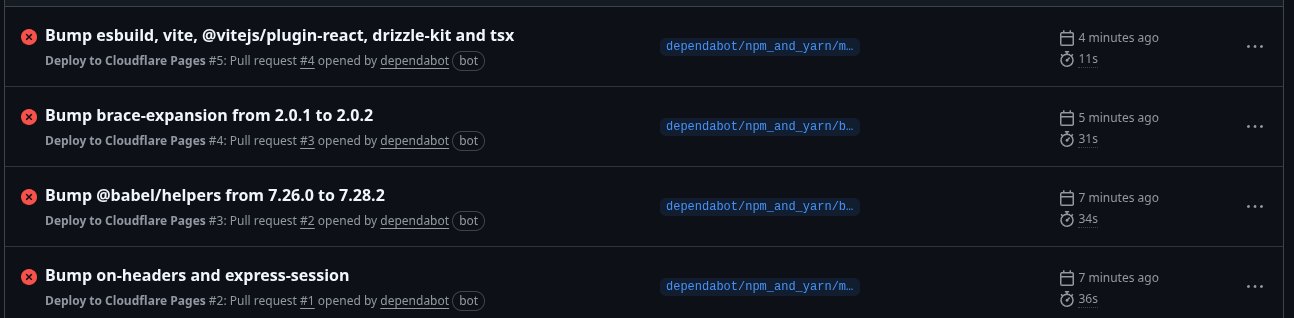 Bump esbuild, vite, @vitejs/plugin-react, drizzle-kit and tsx
Deploy to Cloudflare Pages #5: Pull request #4 opened by dependabot bot
dependabot/npm_and_yarn/m…
4 minutes ago
11s
Bump brace-expansion from 2.0.1 to 2.0.2
Deploy to Cloudflare Pages #4: Pull request #3 opened by dependabot bot
dependabot/npm_and_yarn/b…
5 minutes ago
31s
Bump @babel/helpers from 7.26.0 to 7.28.2
Deploy to Cloudflare Pages #3: Pull request #2 opened by dependabot bot
dependabot/npm_and_yarn/b…
7 minutes ago
34s
Bump on-headers and express-session
Deploy to Cloudflare Pages #2: Pull request #1 opened by dependabot bot
dependabot/npm_and_yarn/m…
7 minutes ago
36s